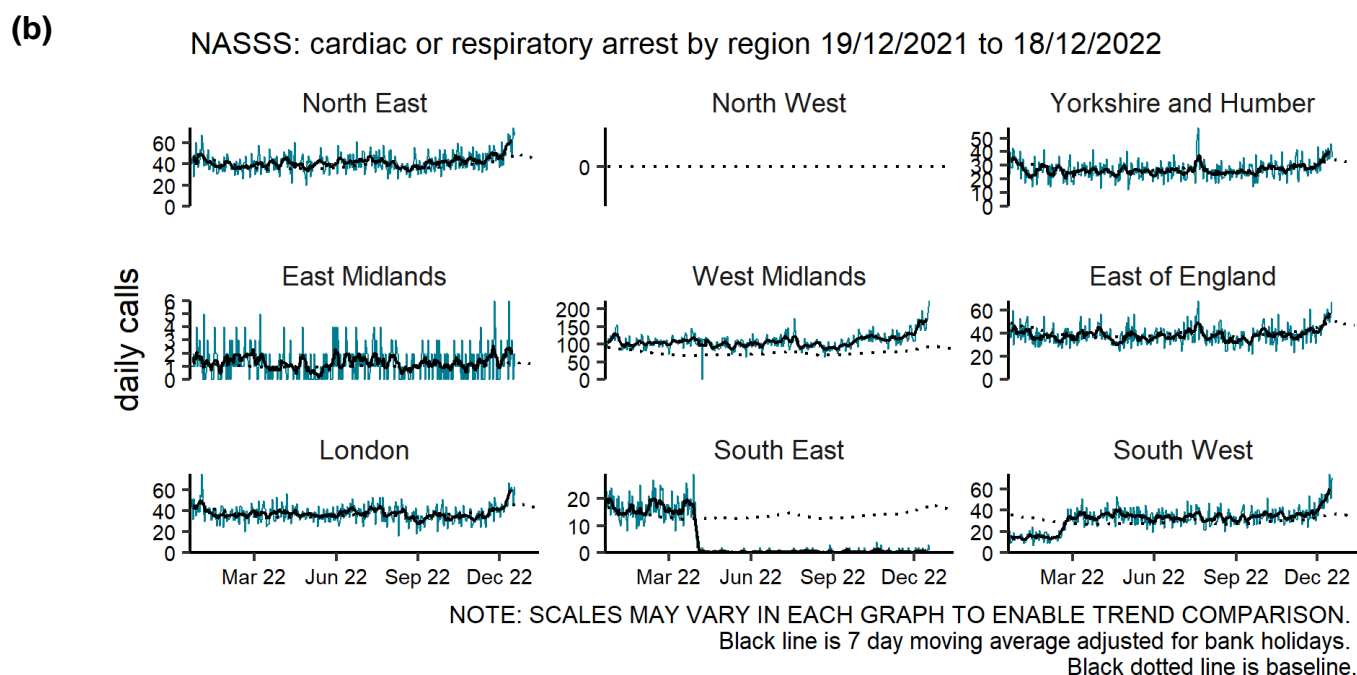 (b)
NASSS: cardiac or respiratory arrest by region 19/12/2021 to 18/12/2022
North East
60
40
20
0
North West
0
Yorkshire and Humber
50
40
30
20
10
0
daily calls
East Midlands
6
5
4
3
2
1
0
West Midlands
200
150
100
50
0
East of England
60
40
20
0
London
60
40
20
0
Mar 22 Jun 22 Sep 22 Dec 22
South East
20
10
0
Mar 22 Jun 22 Sep 22 Dec 22
South West
60
40
20
0
Mar 22 Jun 22 Sep 22 Dec 22
NOTE: SCALES MAY VARY IN EACH GRAPH TO ENABLE TREND COMPARISON.
Black line is 7 day moving average adjusted for bank holidays.
Black dotted line is baseline.